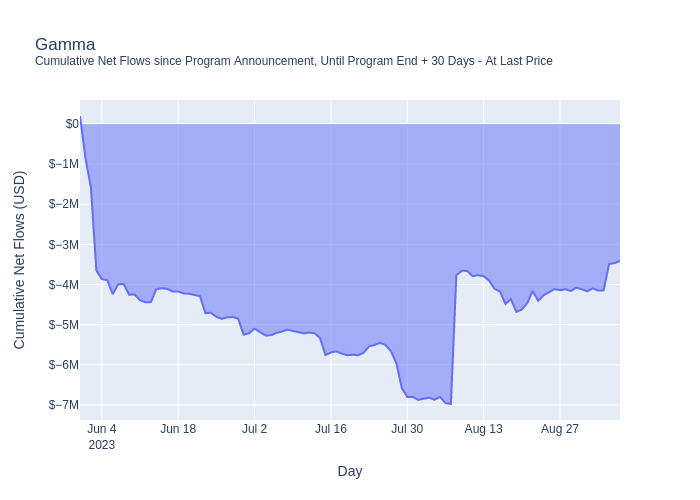 Gamma
Cumulative Net Flows since Program Announcement, Until Program End + 30 Days - At Last Price
Cumulative Net Flows (USD)
$0
$−1M
$−2M
$−3M
$−4M
$−5M
$−6M
$−7M
Jun 4
2023
Jun 18
Jul 2
Jul 16
Jul 30
Aug 13
Aug 27
Day